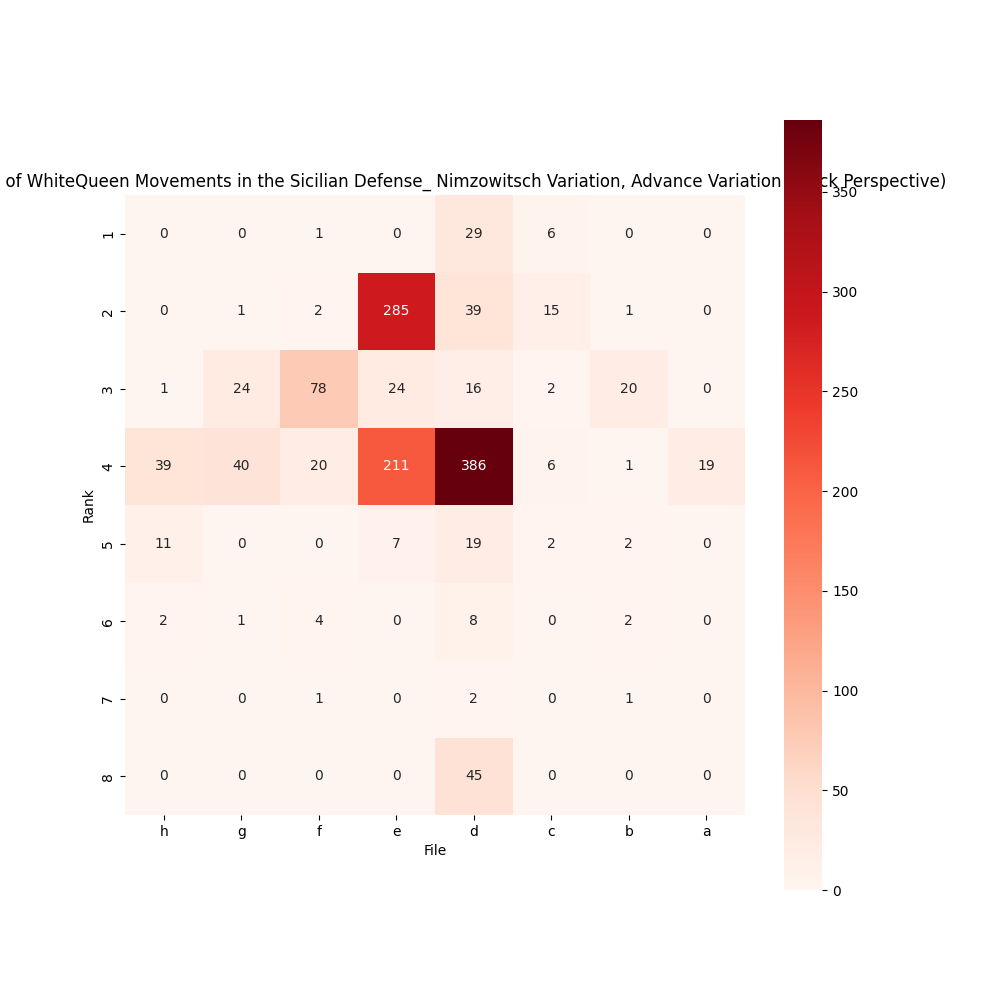 of WhiteQueen Movements in the Sicilian Defense_ Nimzowitsch Variation, Advance Variation ck Perspective)
350
1 0 0 1 0 29 6 0 0
300
2 0 1 2 285 39 15 1 0
250
3 1 24 78 24 16 2 20 0
200
4 39 40 20 211 386 6 1 19
Rank
150
5 11 0 0 7 19 2 2 0
6 2 1 4 0 8 0 2 0
100
7 0 0 1 0 2 0 1 0
50
8 0 0 0 0 45 0 0 0
h g f e d c b a
File
0